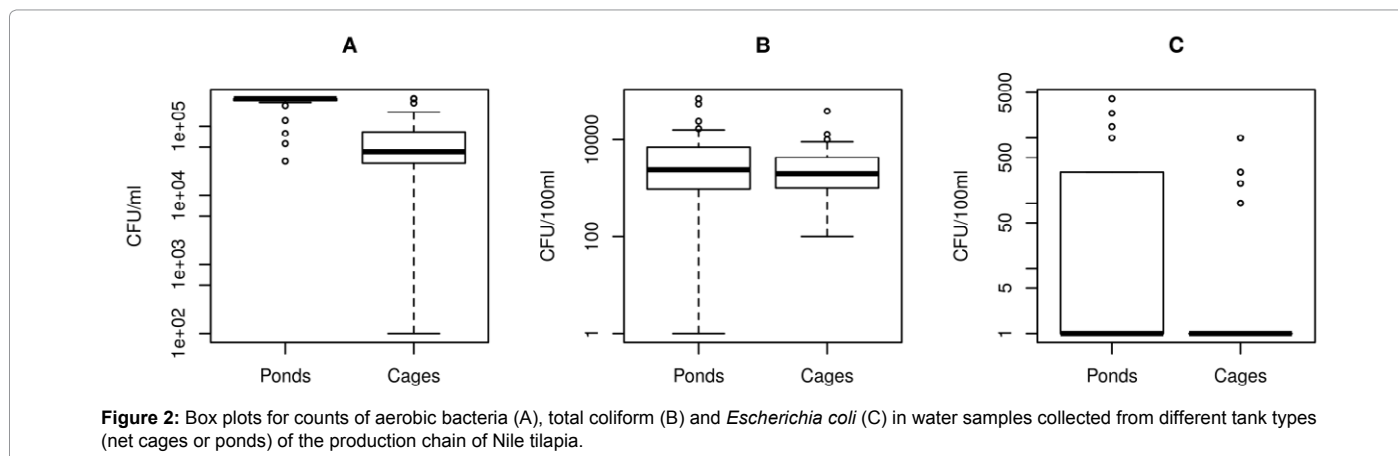 A
B
C
CFU/ml
1e+05
1e+04
1e+03
1e+02
Ponds
Cages
CFU/100ml
10000
100
1
Ponds
Cages
CFU/100ml
5000
500
50
5
1
Ponds
Cages
Figure 2: Box plots for counts of aerobic bacteria (A), total coliform (B) and Escherichia coli (C) in water samples collected from different tank types
(net cages or ponds) of the production chain of Nile tilapia.